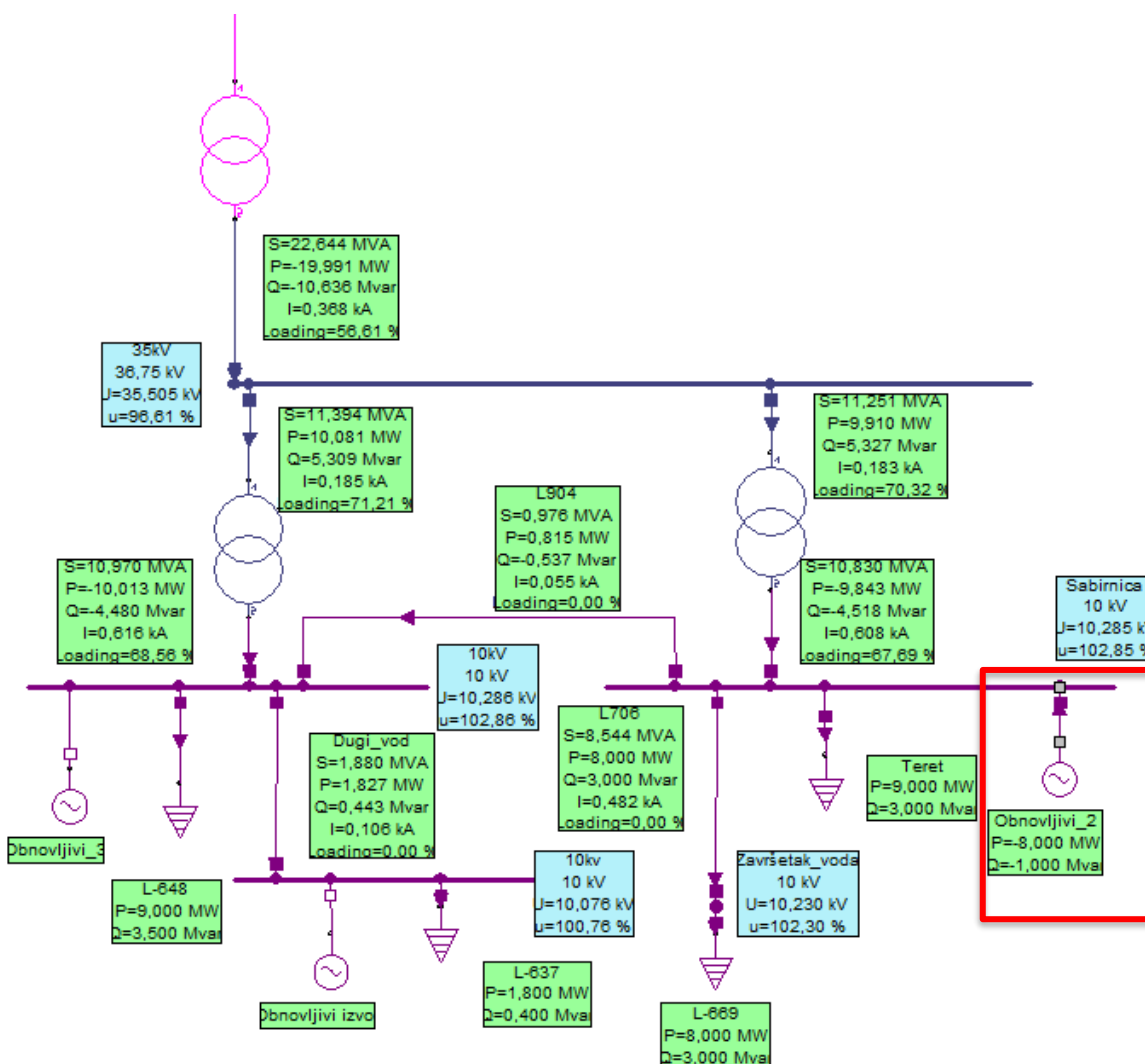 1
2
S=22,644 MVA
P=-19,991 MW
Q=-10,636 Mvar
I=0,368 kA
Loading=56,61 %
35kV
36,75 kV
U=35,505 kV
u=96,61 %
S=11,394 MVA
P=10,081 MW
Q=5,309 Mvar
I=0,185 kA
Loading=71,21 %
S=11,251 MVA
P=9,910 MW
Q=5,327 Mvar
I=0,183 kA
Loading=70,32 %
1
1
2
2
L904
S=0,976 MVA
P=0,815 MW
Q=-0,537 Mvar
I=0,055 kA
Loading=0,00 %
S=10,970 MVA
P=-10,013 MW
Q=-4,480 Mvar
I=0,616 kA
Loading=68,56 %
S=10,830 MVA
P=-9,843 MW
Q=-4,518 Mvar
I=0,608 kA
Loading=67,69 %
Sabirnica
10 kV
U=10,285 kV
u=102,85 %
10kV
10 kV
U=10,286 kV
u=102,86 %
Dugi_vod
S=1,880 MVA
P=1,827 MW
Q=0,443 Mvar
I=0,106 kA
Loading=0,00 %
L706
S=8,544 MVA
P=8,000 MW
Q=3,000 Mvar
I=0,482 kA
Loading=0,00 %
Teret
P=9,000 MW
Q=3,000 Mvar
Obnovljivi_2
P=-8,000 MW
Q=-1,000 Mvar
Obnovljivi_3
L-648
P=9,000 MW
Q=3,500 Mvar
10kv
10 kV
U=10,076 kV
u=100,76 %
Završetak_voda
10 kV
U=10,230 kV
u=102,30 %
Obnovljivi izvo
L-637
P=1,800 MW
Q=0,400 Mvar
L-669
P=8,000 MW
Q=3,000 Mvar